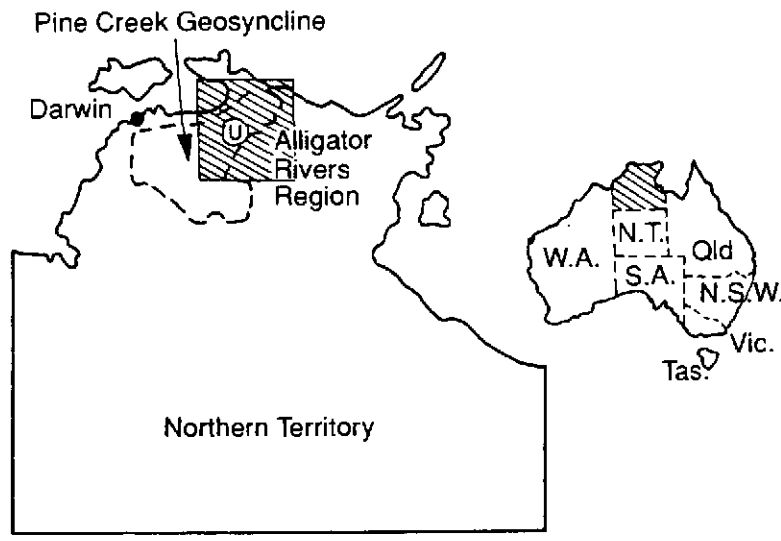 Pine Creek Geosyncline
Darwin
U
Alligator
Rivers
Region
Northern Territory
W.A.
N.T.
Qld
S.A.
N.S.W.
Vic.
Tas.